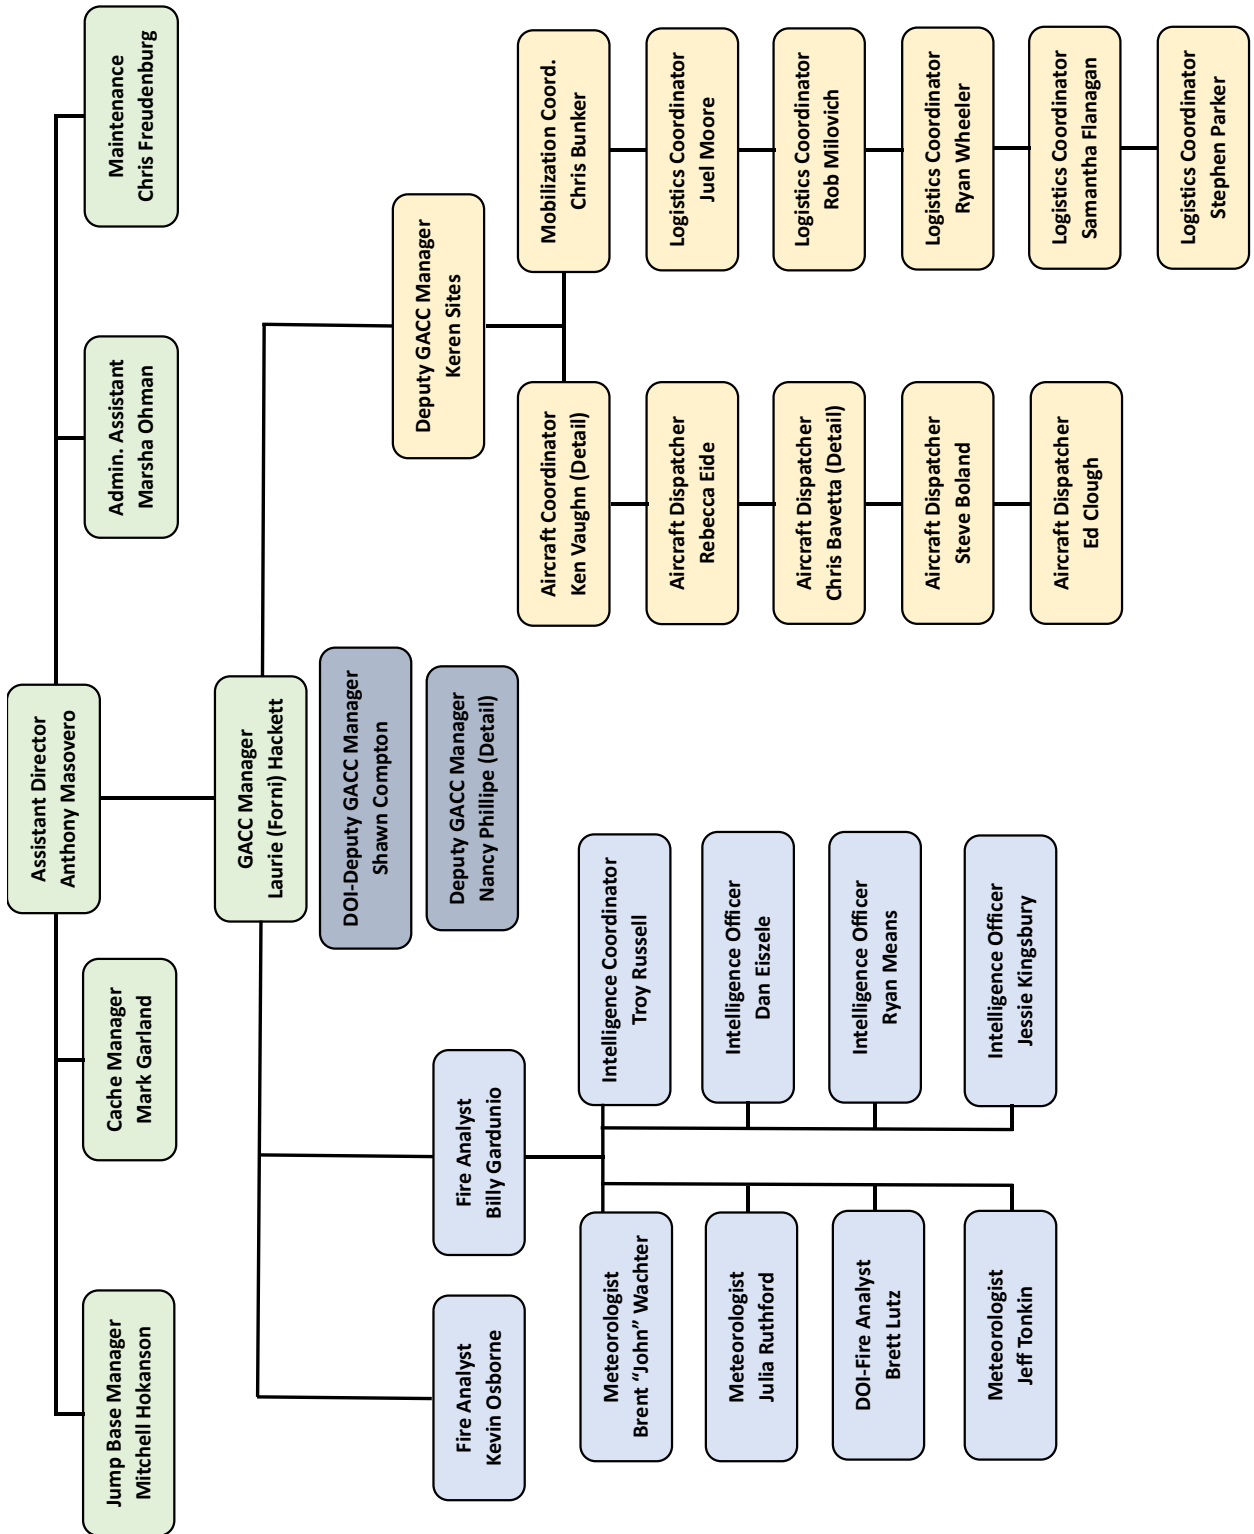 Assistant Director
Anthony Masovero
Jump Base Manager
Mitchell Hokanson
Cache Manager
Mark Garland
Admin. Assistant
Marsha Ohman
Maintenance
Chris Freudenburg
GACC Manager
Laurie (Forni) Hackett
DOI-Deputy GACC Manager
Shawn Compton
Deputy GACC Manager
Nancy Phillipe (Detail)
Deputy GACC Manager
Keren Sites
Fire Analyst
Kevin Osborne
Fire Analyst
Billy Gardunio
Meteorologist
Brent “John” Wachter
Meteorologist
Julia Ruthford
DOI-Fire Analyst
Brett Lutz
Meteorologist
Jeff Tonkin
Intelligence Coordinator
Troy Russell
Intelligence Officer
Dan Eiszele
Intelligence Officer
Ryan Means
Intelligence Officer
Jessie Kingsbury
Aircraft Coordinator
Ken Vaughn (Detail)
Aircraft Dispatcher
Rebecca Eide
Aircraft Dispatcher
Chris Bavetta (Detail)
Aircraft Dispatcher
Steve Boland
Aircraft Dispatcher
Ed Clough
Mobilization Coord.
Chris Bunker
Logistics Coordinator
Juel Moore
Logistics Coordinator
Rob Milovich
Logistics Coordinator
Ryan Wheeler
Logistics Coordinator
Samantha Flanagan
Logistics Coordinator
Stephen Parker